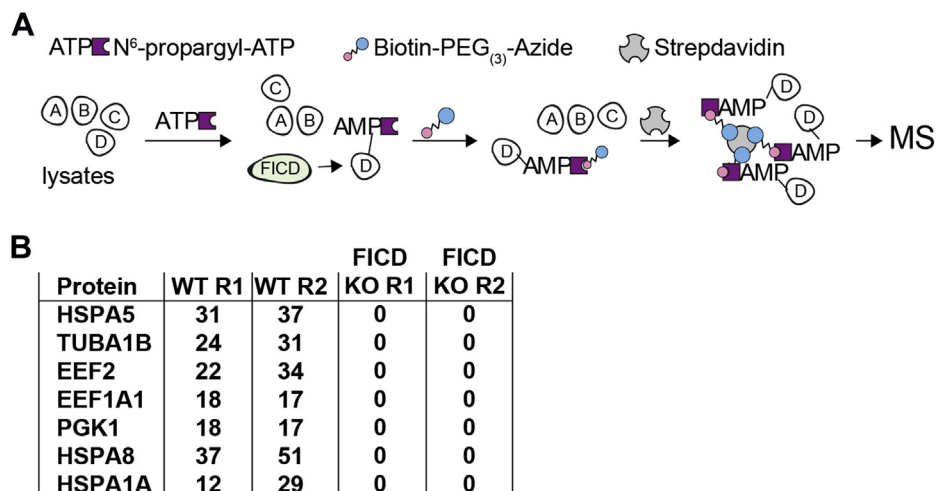 A
ATP N6-propargyl-ATP Biotin-PEG(3)-Azide Strepdavidin
A B C D
lysates
ATP
C
A B
FICD
AMP
D
A B C
D
AMP
AMP D
D
AMP
AMP D
MS
B
Protein WT R1 WT R2 FICD KO R1 FICD KO R2
HSPA5 31 37 0 0
TUBA1B 24 31 0 0
EEF2 22 34 0 0
EEF1A1 18 17 0 0
PGK1 18 17 0 0
HSPA8 37 51 0 0
HSPA1A 12 29 0 0